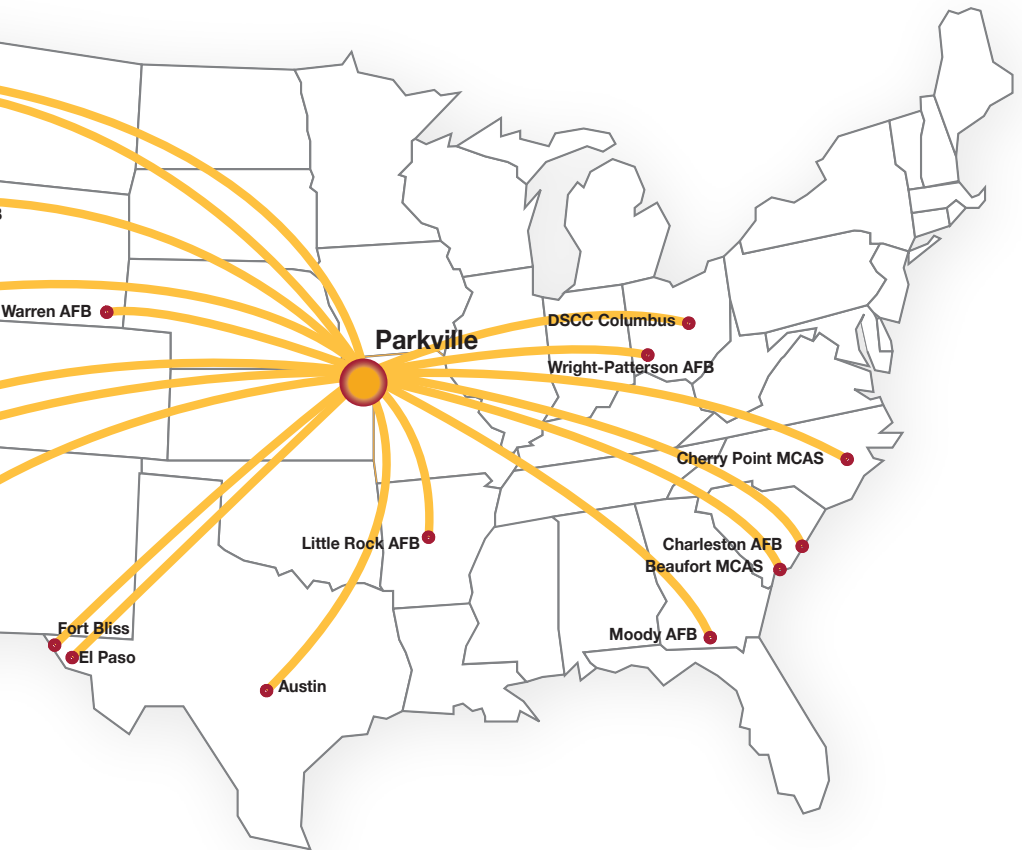 Warren AFB
Parkville
DSCC Columbus
Wright-Patterson AFB
Cherry Point MCAS
Little Rock AFB
Charleston AFB
Beaufort MCAS
Fort Bliss
Moody AFB
El Paso
Austin